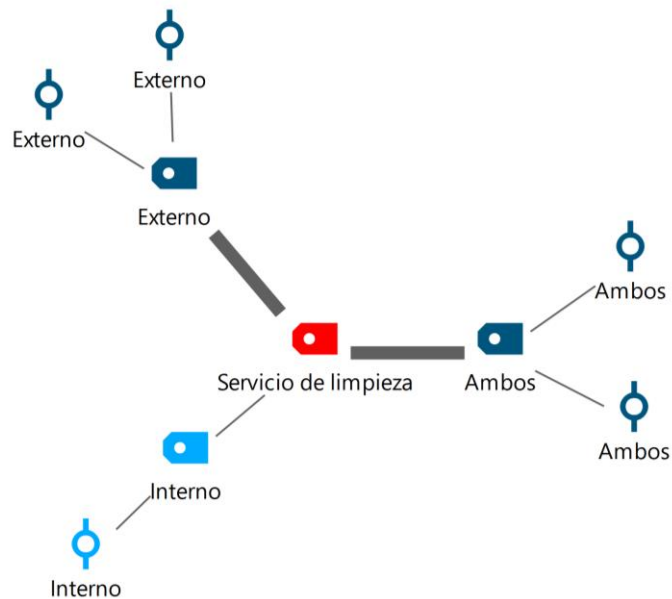 Externo
Externo
Externo
Ambos
Servicio de limpieza
Ambos
Ambos
Interno
Interno